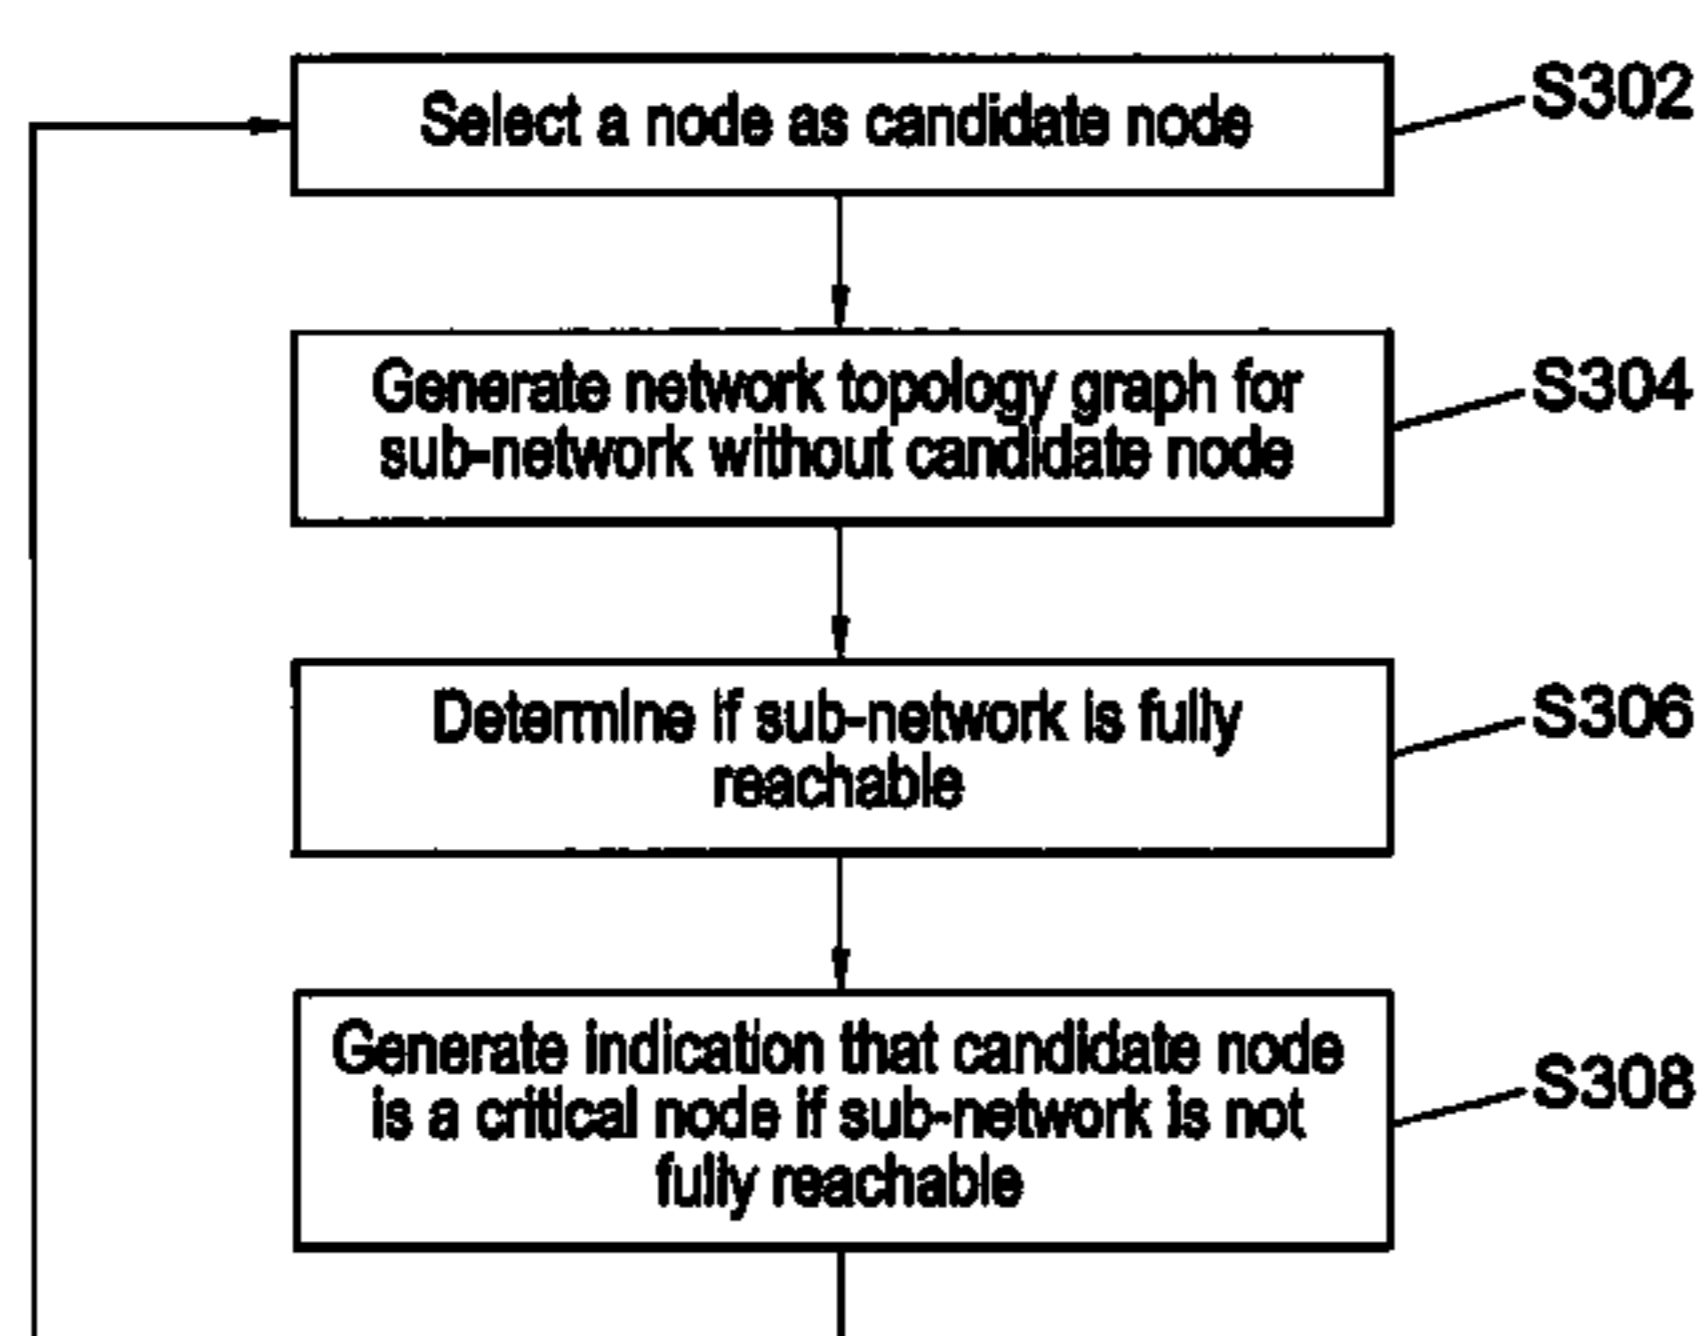 Select a node as candidate node
S302
Generate network topology graph for
sub-network without candidate node
S304
Determine if sub-network is fully
reachable
S306
Generate indication that candidate node
is a critical node if sub-network is not
fully reachable
S308